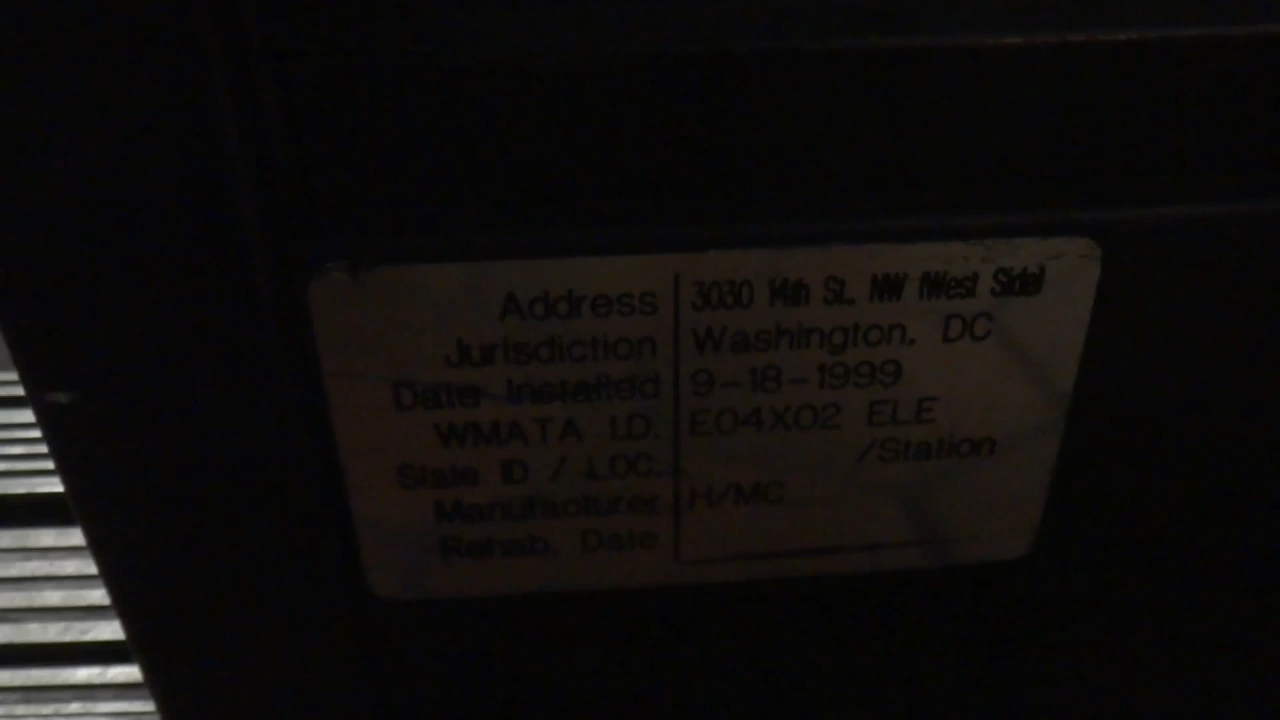 Address 3030 14th St. NW (West Side)
Jurisdiction Washington, DC
Date Installed 9-18-1999
WMATA I.D. E04X02 ELE
State ID / LOC. /Station
Manufacturer H/MC
Rehab. Date